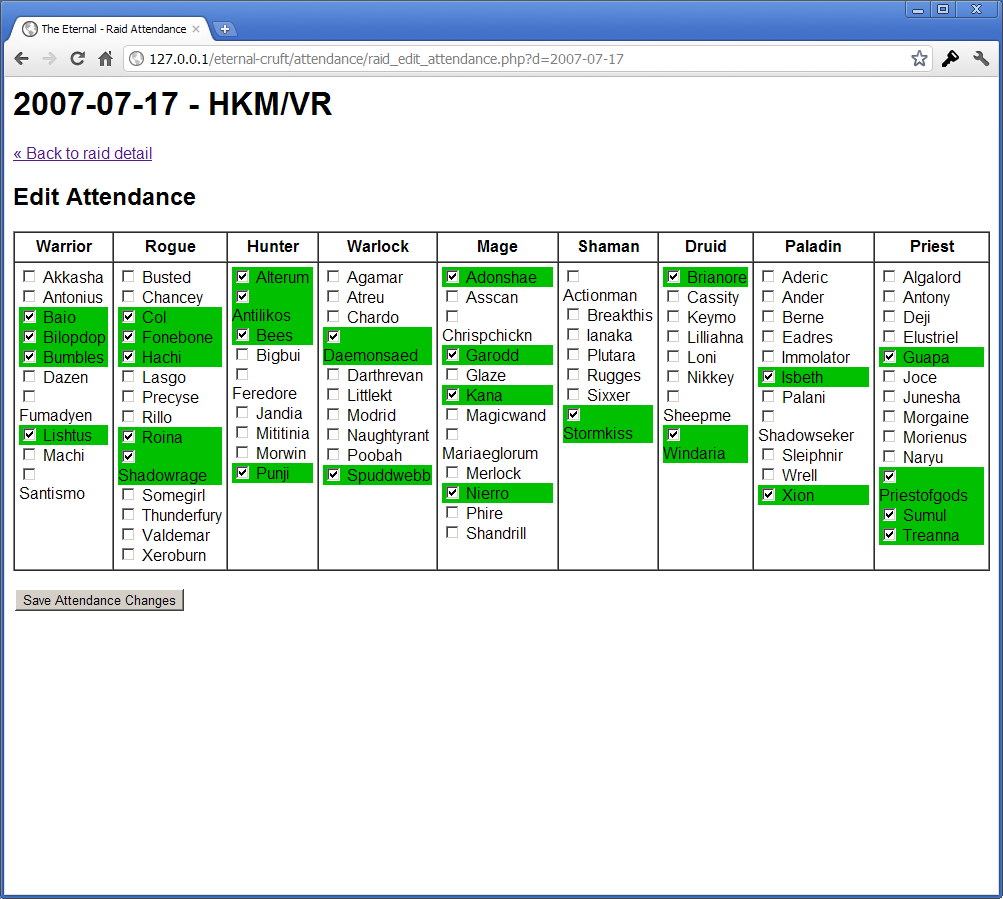 The Eternal - Raid Attendance
127.0.0.1/eternal-cruft/attendance/raid_edit_attendance.php?d=2007-07-17
2007-07-17 - HKM/VR
« Back to raid detail
Edit Attendance
Warrior
Akkasha
Antonius
Baio
Bilopdop
Bumbles
Dazen
Fumadyen
Lishtus
Machi
Santismo
Rogue
Busted
Chancey
Col
Fonebone
Hachi
Lasgo
Precyse
Rillo
Roina
Shadowrage
Somegirl
Thunderfury
Valdemar
Xeroburn
Hunter
Alterum
Antilikos
Bees
Bigbui
Feredore
Jandia
Mititinia
Morwin
Punji
Warlock
Agamar
Atreu
Chardo
Daemonsaed
Darthrevan
Littlekt
Modrid
Naughtyrant
Poobah
Spuddwebb
Mage
Adonshae
Asscan
Chrispchickn
Garodd
Glaze
Kana
Magicwand
Mariaeglorum
Merlock
Nierro
Phire
Shandrill
Shaman
Actionman
Breakthis
Ianaka
Plutara
Rugges
Sixxer
Stormkiss
Druid
Brianore
Cassity
Keymo
Lilliahna
Loni
Nikkey
Sheepme
Windaria
Paladin
Aderic
Ander
Berne
Eadres
Immolator
Isbeth
Palani
Shadowseker
Sleiphnir
Wrell
Xion
Priest
Algalord
Antony
Deji
Elustriel
Guapa
Joce
Junesha
Morgaine
Morienus
Naryu
Priestofgods
Sumul
Treanna
Save Attendance Changes